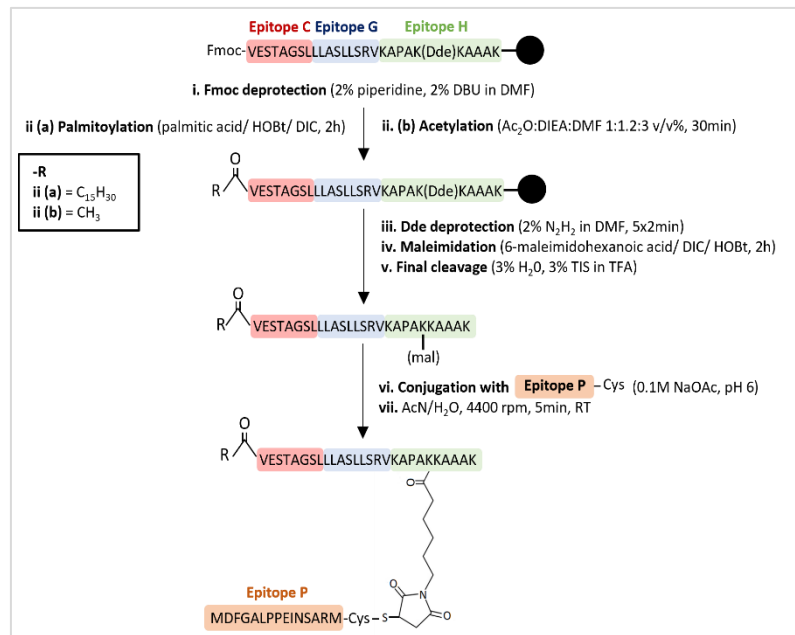 Epitope C Epitope G Epitope H
Fmoc-VESTAGSLLLASLLSRVKAPAK(Dde)KAAAK
i. Fmoc deprotection (2% piperidine, 2% DBU in DMF)
ii (a) Palmitoylation (palmitic acid/ HOBt/ DIC, 2h)
ii. (b) Acetylation (Ac₂O:DIEA:DMF 1:1.2:3 v/v%, 30min)
-R
ii (a) = C₁₅H₃₀
ii (b) = CH₃
O
R VESTAGSLLLASLLSRVKAPAK(Dde)KAAAK
iii. Dde deprotection (2% N₂H₂ in DMF, 5x2min)
iv. Maleimidation (6-maleimidohexanoic acid/ DIC/ HOBt, 2h)
v. Final cleavage (3% H₂0, 3% TIS in TFA)
O
R VESTAGSLLLASLLSRVKAPAKKAAAK
(mal)
vi. Conjugation with Epitope P -Cys (0.1M NaOAc, pH 6)
vii. AcN/H₂O, 4400 rpm, 5min, RT
O
R VESTAGSLLLASLLSRVKAPAKKAAAK
O
N
O
O
Epitope P
MDFGALPPEINSARM-Cys-S